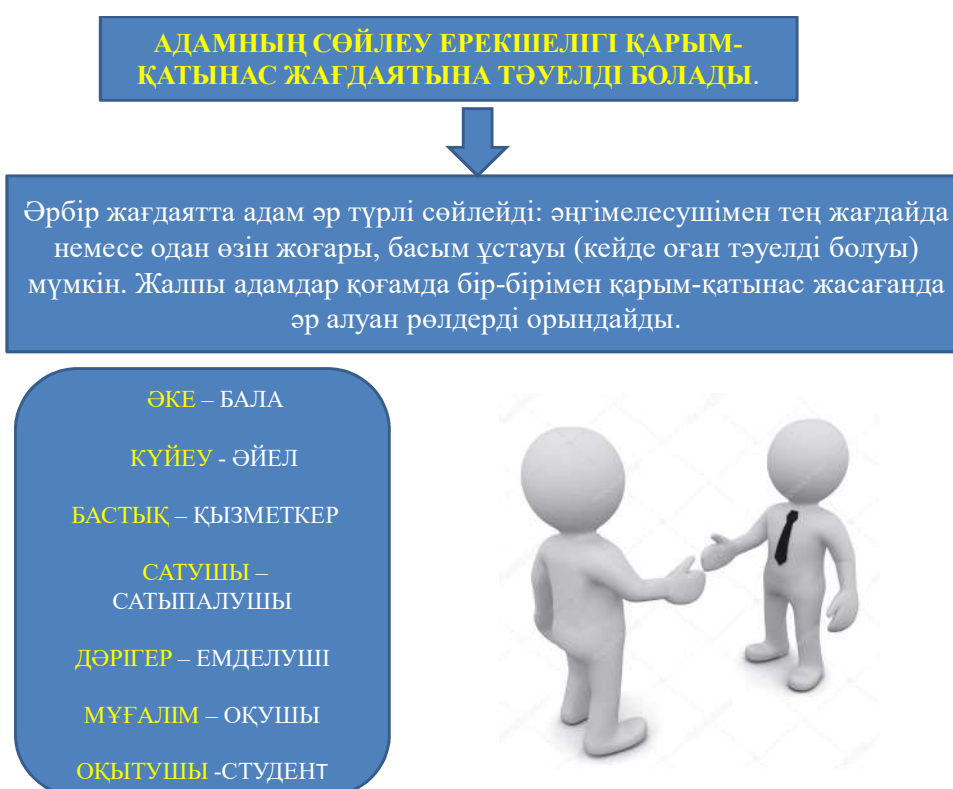 АДАМНЫҢ СӨЙЛЕУ ЕРЕКШЕЛІГІ ҚАРЫМ-
ҚАТЫНАС ЖАҒДАЯТЫНА ТӘУЕЛДІ БОЛАДЫ.
Әрбір жағдаятта адам әр түрлі сөйлейді: әңгімелесушімен тең жағдайда
немесе одан өзін жоғары, басым ұстауы (кейде оған тәуелді болуы)
мүмкін. Жалпы адамдар қоғамда бір-бірімен қарым-қатынас жасағанда
әр алуан рөлдерді орындайды.
ӘКЕ – БАЛА
КҮЙЕУ - ӘЙЕЛ
БАСТЫҚ – ҚЫЗМЕТКЕР
САТУШЫ –
САТЫПАЛУШЫ
ДӘРІГЕР – ЕМДЕЛУШІ
МҰҒАЛІМ – ОҚУШЫ
ОҚЫТУШЫ -СТУДЕНТ